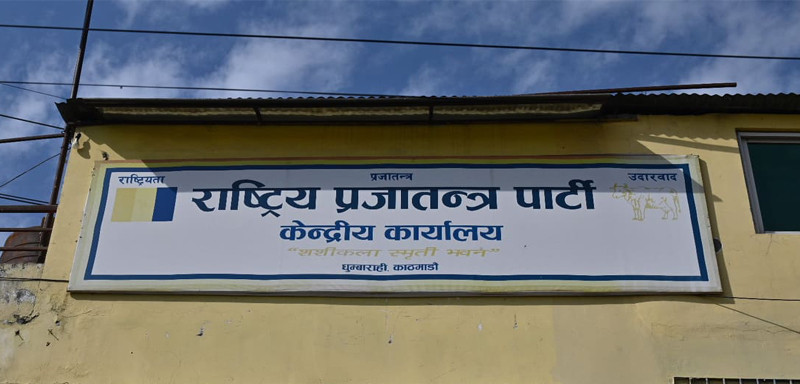 राष्ट्रियता प्रजातन्त्र उदारवाद
राष्ट्रिय प्रजातन्त्र पार्टी
केन्द्रीय कार्यालय
"शशीकला स्मृती भवन"
धुम्बाराही, काठमाडौं